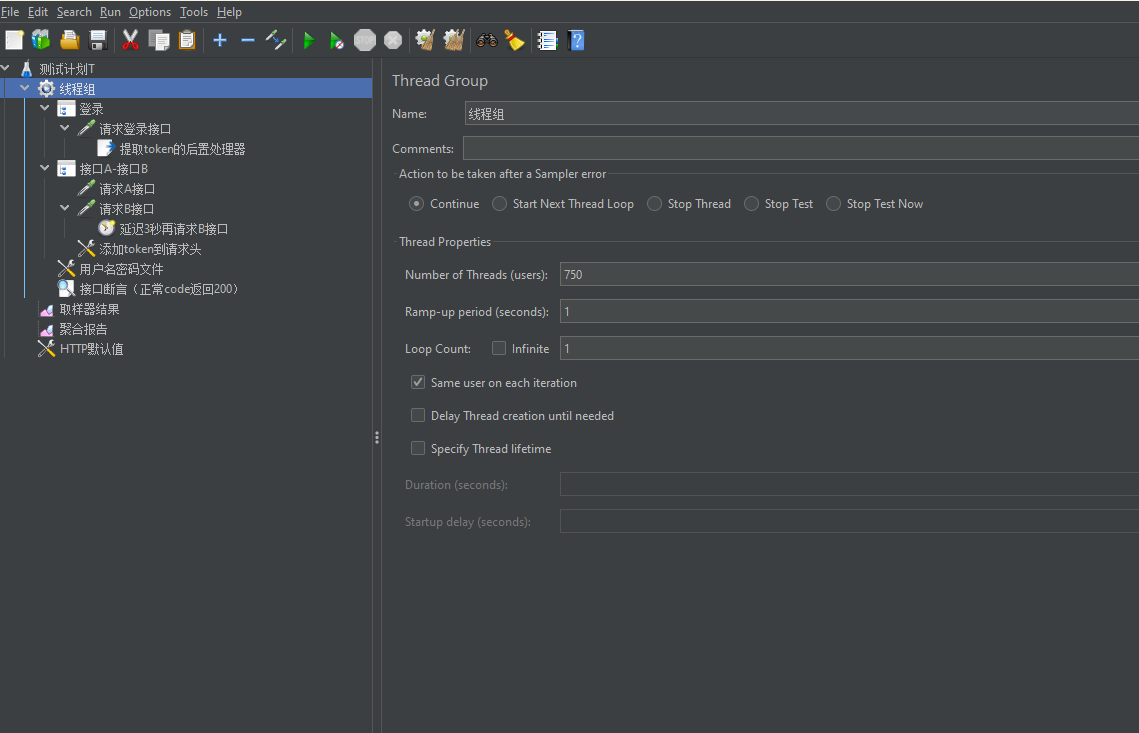 File Edit Search Run Options Tools Help
测试计划T
线程组
登录
请求登录接口
提取token的后置处理器
接口A-接口B
请求A接口
请求B接口
延迟3秒再请求B接口
添加token到请求头
用户名密码文件
接口断言（正常code返回200）
取样器结果
聚合报告
HTTP默认值
Thread Group
Name: 线程组
Comments:
Action to be taken after a Sampler error
Continue Start Next Thread Loop Stop Thread Stop Test Stop Test Now
Thread Properties
Number of Threads (users): 750
Ramp-up period (seconds): 1
Loop Count: Infinite 1
Same user on each iteration
Delay Thread creation until needed
Specify Thread lifetime
Duration (seconds):
Startup delay (seconds):